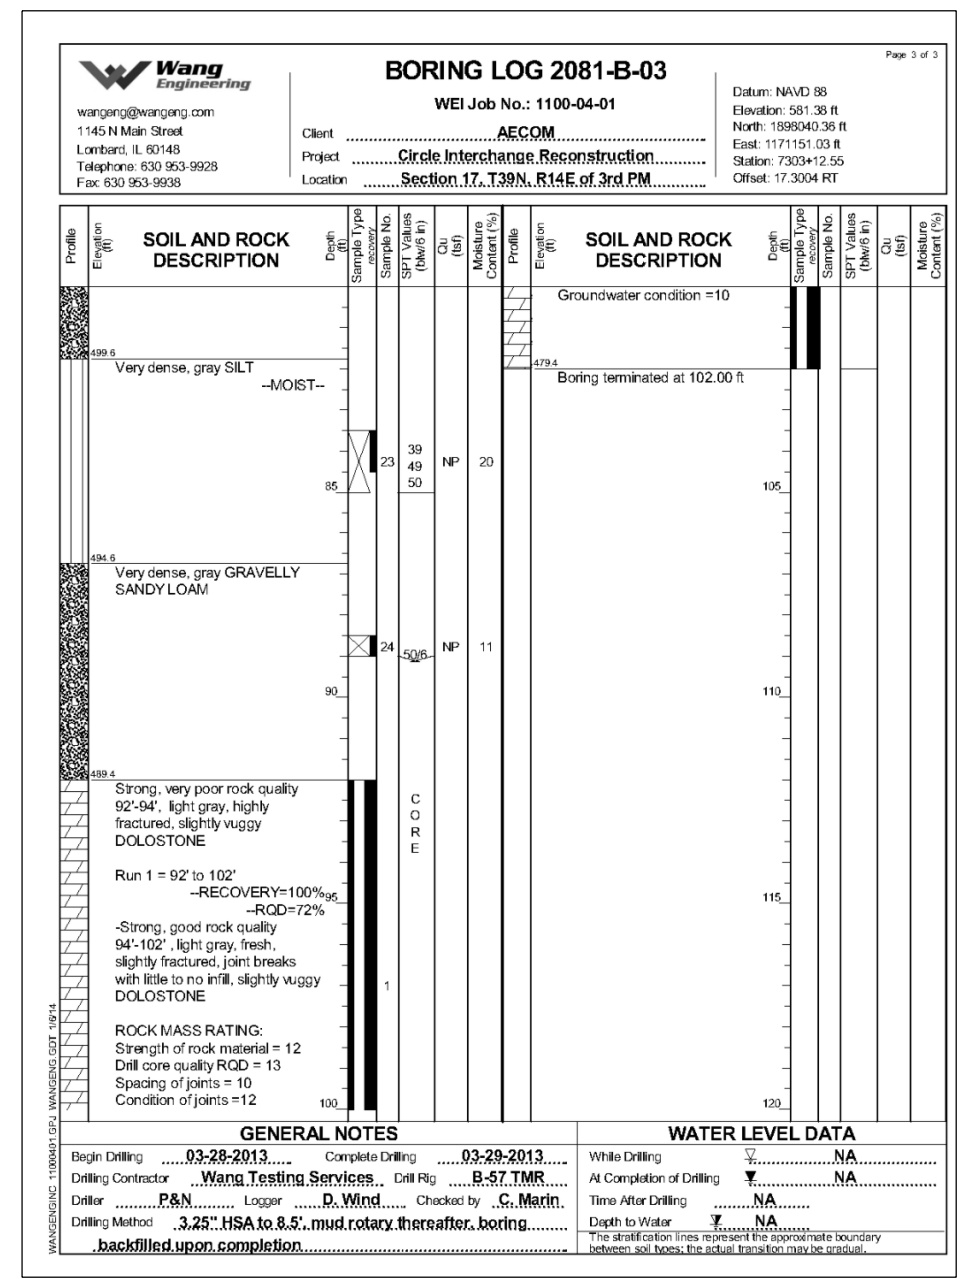 Page 3 of 3
Wang
Engineering
wangeng@wangeng.com
1145 N Main Street
Lombard, IL 60148
Telephone: 630 953-9928
Fax: 630 953-9938
BORING LOG 2081-B-03
WEI Job No.: 1100-04-01
Client AECOM
Project Circle Interchange Reconstruction
Location Section 17, T39N, R14E of 3rd PM
Datum: NAVD 88
Elevation: 581.38 ft
North: 1898040.36 ft
East: 1171151.03 ft
Station: 7303+12.55
Offset: 17.3004 RT
Profile
Elevation (ft)
SOIL AND ROCK
DESCRIPTION
Depth (ft)
Sample Type
recovery
Sample No.
SPT Values (blw/6 in)
Qu (tsf)
Moisture Content (%)
Profile
Elevation (ft)
SOIL AND ROCK
DESCRIPTION
Depth (ft)
Sample Type
recovery
Sample No.
SPT Values (blw/6 in)
Qu (tsf)
Moisture Content (%)
499.6
Very dense, gray SILT
--MOIST--
39
23 49 NP 20
50
85
494.6
Very dense, gray GRAVELLY
SANDY LOAM
24 50/6 NP 11
90
489.4
Strong, very poor rock quality
92'-94', light gray, highly
fractured, slightly vuggy
DOLOSTONE
C
O
R
E
Run 1 = 92' to 102'
--RECOVERY=100%
95
--RQD=72%
-Strong, good rock quality
94'-102' , light gray, fresh,
slightly fractured, joint breaks
with little to no infill, slightly vuggy
DOLOSTONE
1
ROCK MASS RATING:
Strength of rock material = 12
Drill core quality RQD = 13
Spacing of joints = 10
Condition of joints =12
100
Groundwater condition =10
479.4
Boring terminated at 102.00 ft
105
110
115
120
GENERAL NOTES
Begin Drilling 03-28-2013 Complete Drilling 03-29-2013
Drilling Contractor Wang Testing Services Drill Rig B-57 TMR
Driller P&N Logger D. Wind Checked by C. Marin
Drilling Method 3.25" HSA to 8.5', mud rotary thereafter, boring
backfilled upon completion
WATER LEVEL DATA
While Drilling NA
At Completion of Drilling NA
Time After Drilling NA
Depth to Water NA
The stratification lines represent the approximate boundary
between soil types; the actual transition may be gradual.
WANGENGINC 11000401.GPJ WANGENG.GDT 1/6/14